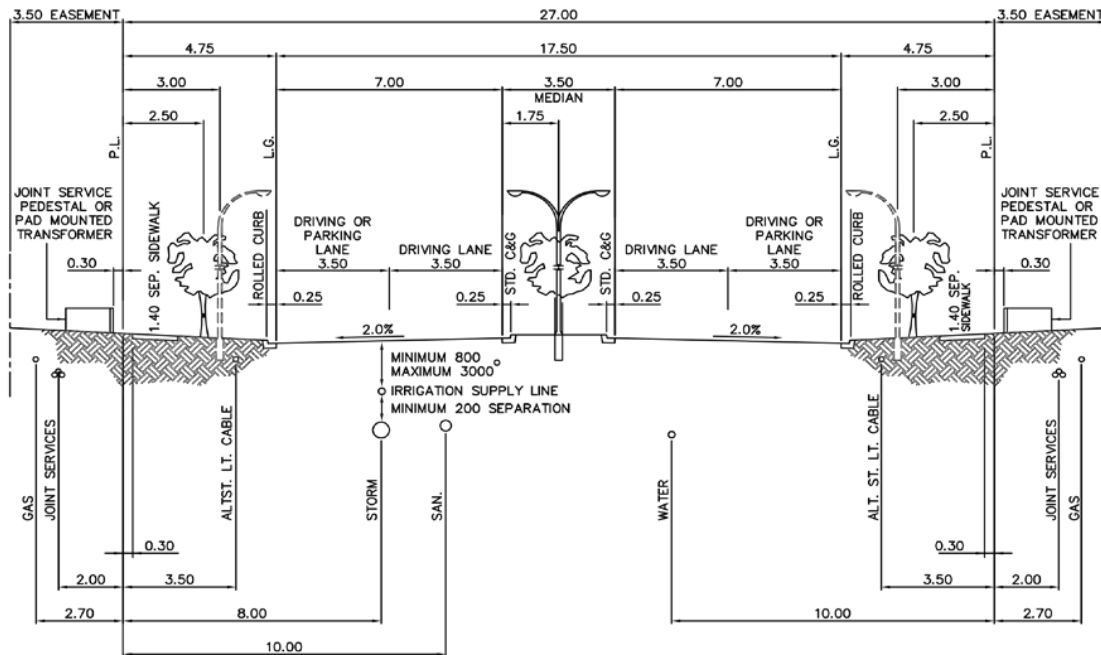 3.50 EASEMENT
27.00
3.50 EASEMENT
4.75
17.50
4.75
3.00
7.00
3.50
7.00
3.00
MEDIAN
2.50
1.75
2.50
P.L.
L.G.
STD. C&G
STD. C&G
L.G.
P.L.
JOINT SERVICE
PEDESTAL OR
PAD MOUNTED
TRANSFORMER
1.40 SEP. SIDEWALK
ROLLED CURB
DRIVING OR
PARKING
LANE
DRIVING LANE
DRIVING LANE
DRIVING OR
PARKING
LANE
ROLLED CURB
1.40 SEP.
SIDEWALK
JOINT SERVICE
PEDESTAL OR
PAD MOUNTED
TRANSFORMER
0.30
3.50
3.50
3.50
3.50
0.30
0.25
0.25
0.25
0.25
2.0%
2.0%
MINIMUM 800
MAXIMUM 3000
IRRIGATION SUPPLY LINE
MINIMUM 200 SEPARATION
GAS
JOINT SERVICES
ALTST. LT. CABLE
STORM
SAN.
WATER
ALT. ST. LT. CABLE
JOINT SERVICES
GAS
0.30
0.30
2.00
3.50
3.50
2.00
2.70
8.00
10.00
2.70
10.00